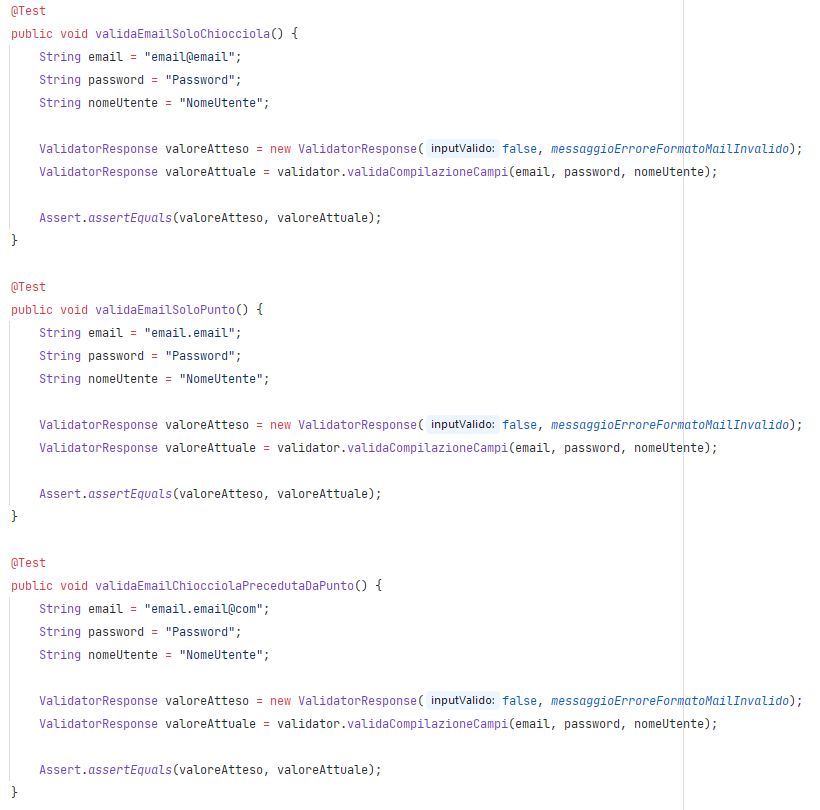 @Test
public void validaEmailSoloChiocciola() {
    String email = "email@email";
    String password = "Password";
    String nomeUtente = "NomeUtente";
    ValidatorResponse valoreAtteso = new ValidatorResponse( inputValido: false, messaggioErroreFormatoMailInvalido);
    ValidatorResponse valoreAttuale = validator.validaCompilazioneCampi(email, password, nomeUtente);
    Assert.assertEquals(valoreAtteso, valoreAttuale);
}
@Test
public void validaEmailSoloPunto() {
    String email = "email.email";
    String password = "Password";
    String nomeUtente = "NomeUtente";
    ValidatorResponse valoreAtteso = new ValidatorResponse( inputValido: false, messaggioErroreFormatoMailInvalido);
    ValidatorResponse valoreAttuale = validator.validaCompilazioneCampi(email, password, nomeUtente);
    Assert.assertEquals(valoreAtteso, valoreAttuale);
}
@Test
public void validaEmailChiocciolaPrecedutaDaPunto() {
    String email = "email.email@com";
    String password = "Password";
    String nomeUtente = "NomeUtente";
    ValidatorResponse valoreAtteso = new ValidatorResponse( inputValido: false, messaggioErroreFormatoMailInvalido);
    ValidatorResponse valoreAttuale = validator.validaCompilazioneCampi(email, password, nomeUtente);
    Assert.assertEquals(valoreAtteso, valoreAttuale);
}